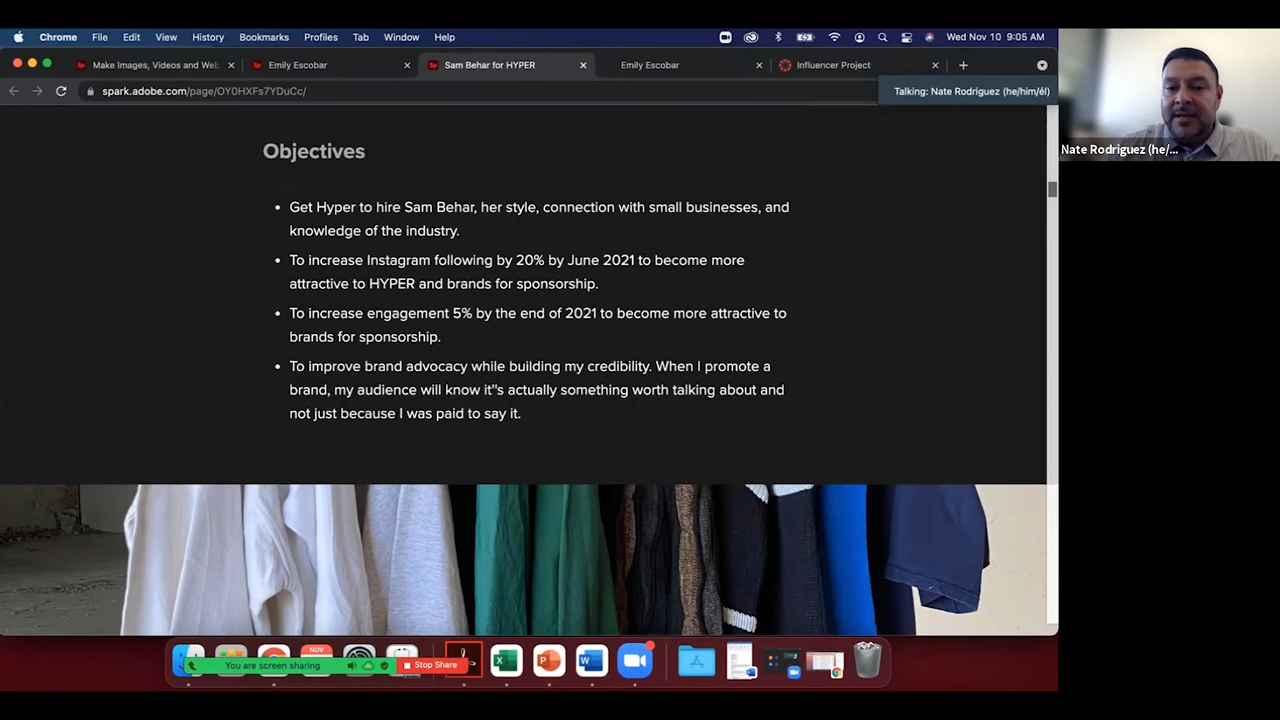 Chrome File Edit View History Bookmarks Profiles Tab Window Help Wed Nov 10 9:05 AM
Make Images, Videos and Web Emily Escobar Sam Behar for HYPER Emily Escobar Influencer Project
spark.adobe.com/page/OY0HXFs7YDuCc/
Talking: Nate Rodriguez (he/him/él)
Nate Rodriguez (he/...
Objectives
• Get Hyper to hire Sam Behar, her style, connection with small businesses, and
knowledge of the industry.
• To increase Instagram following by 20% by June 2021 to become more
attractive to HYPER and brands for sponsorship.
• To increase engagement 5% by the end of 2021 to become more attractive to
brands for sponsorship.
• To improve brand advocacy while building my credibility. When I promote a
brand, my audience will know it"s actually something worth talking about and
not just because I was paid to say it.
NOV
You are screen sharing Stop Share